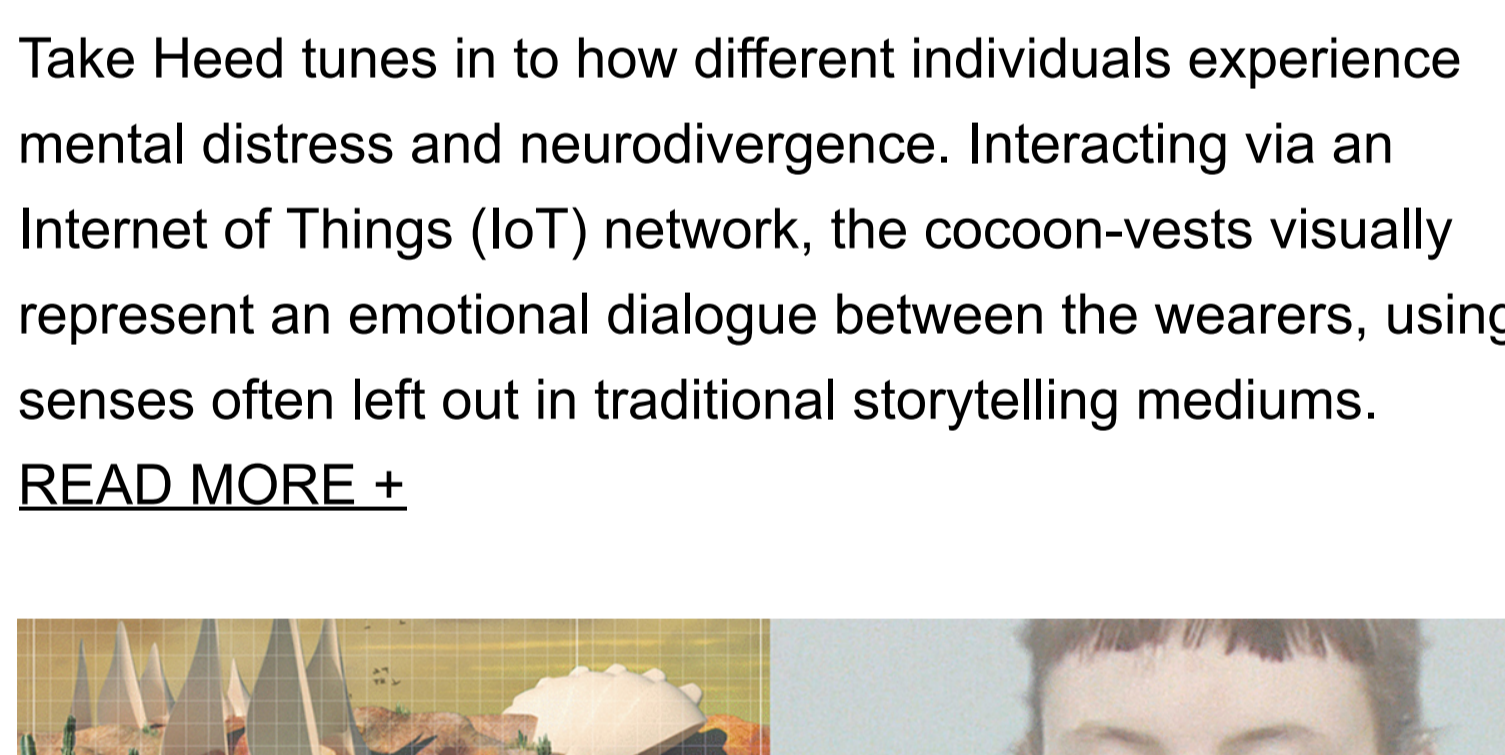 Take Heed tunes in to how different individuals experience
mental distress and neurodivergence. Interacting via an
Internet of Things (IoT) network, the cocoon-vests visually
represent an emotional dialogue between the wearers, using
senses often left out in traditional storytelling mediums.
READ MORE +